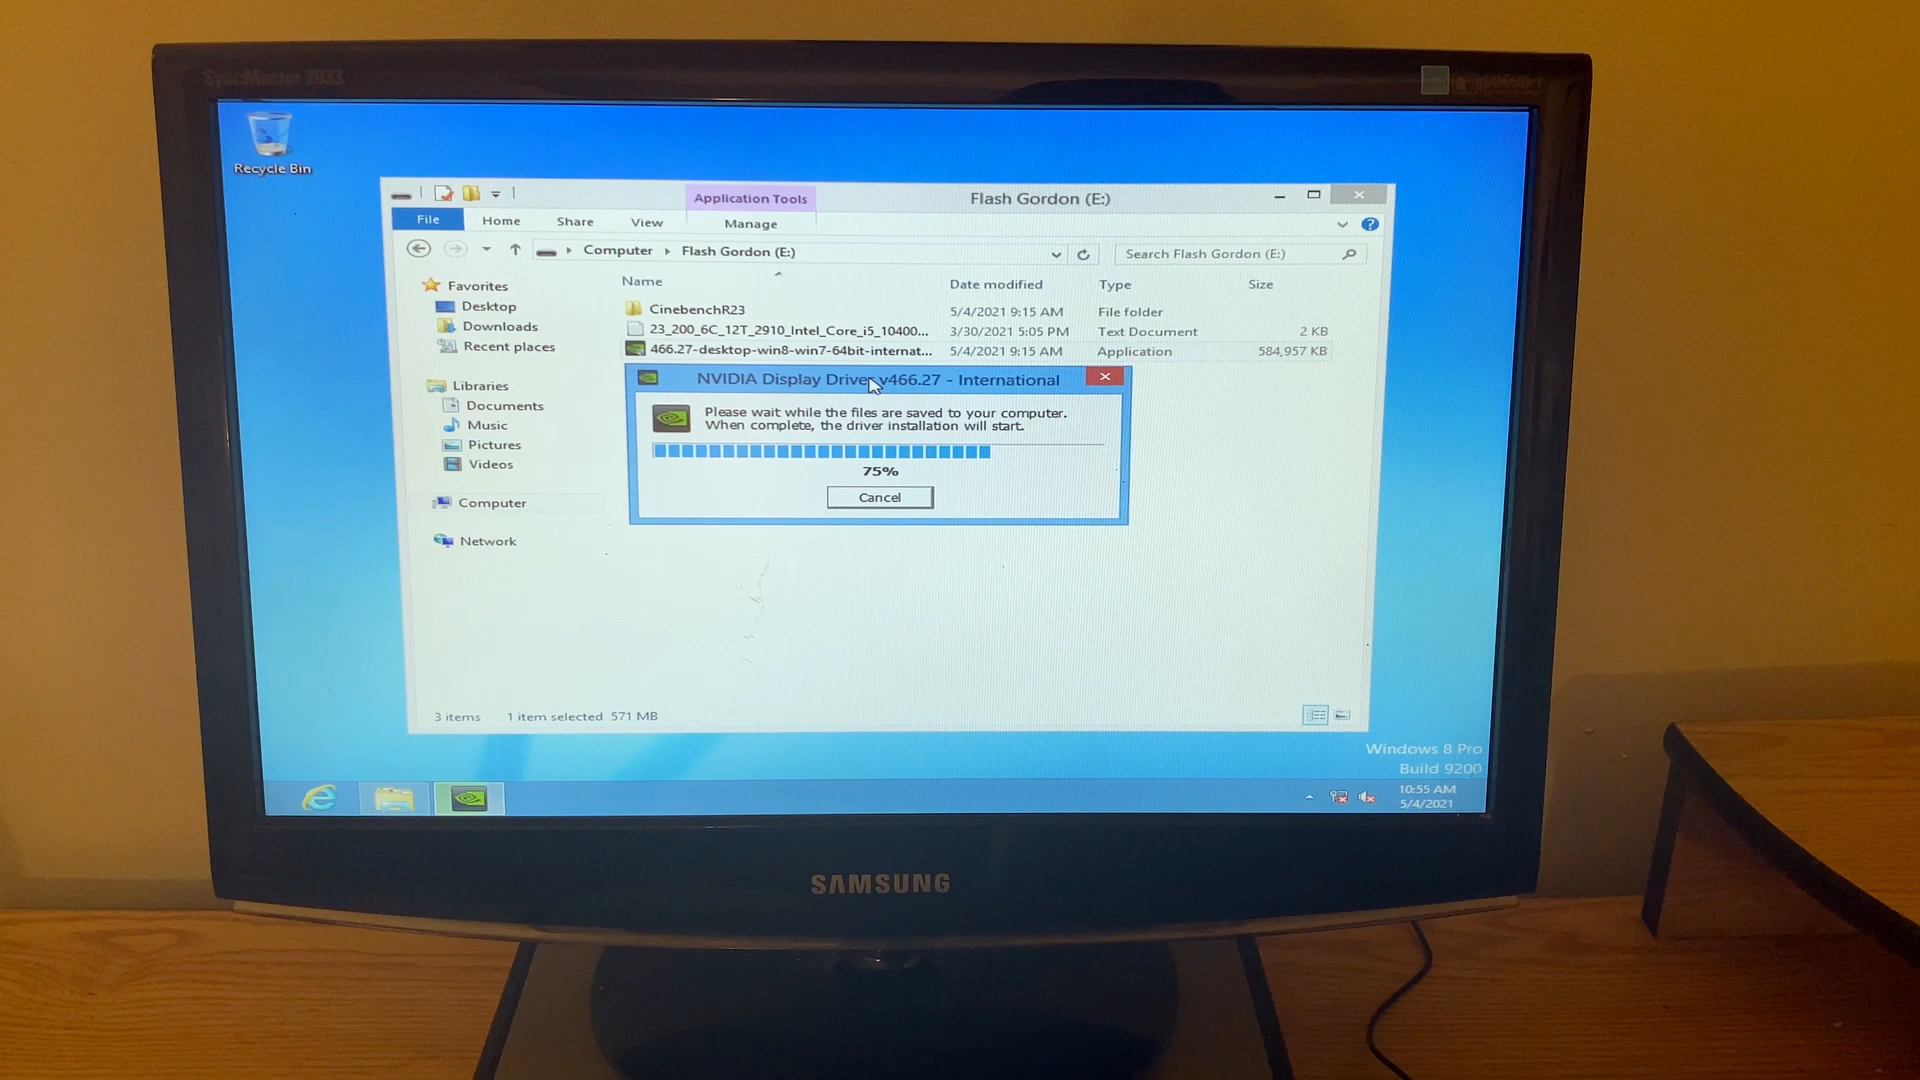 SyncMaster 2033
Recycle Bin
Application Tools
Flash Gordon (E:)
File
Home
Share
View
Manage
Computer
Flash Gordon (E:)
Search Flash Gordon (E:)
Name
Date modified
Type
Size
CinebenchR23
5/4/2021 9:15 AM
File folder
23_200_6C_12T_2910_Intel_Core_i5_10400...
3/30/2021 5:05 PM
Text Document
2 KB
466.27-desktop-win8-win7-64bit-internat...
5/4/2021 9:15 AM
Application
584,957 KB
Favorites
Desktop
Downloads
Recent places
Libraries
Documents
Music
Pictures
Videos
Computer
Network
NVIDIA Display Driver v466.27 - International
Please wait while the files are saved to your computer.
When complete, the driver installation will start.
75%
Cancel
3 items
1 item selected 571 MB
Windows 8 Pro
Build 9200
10:55 AM
5/4/2021
SAMSUNG